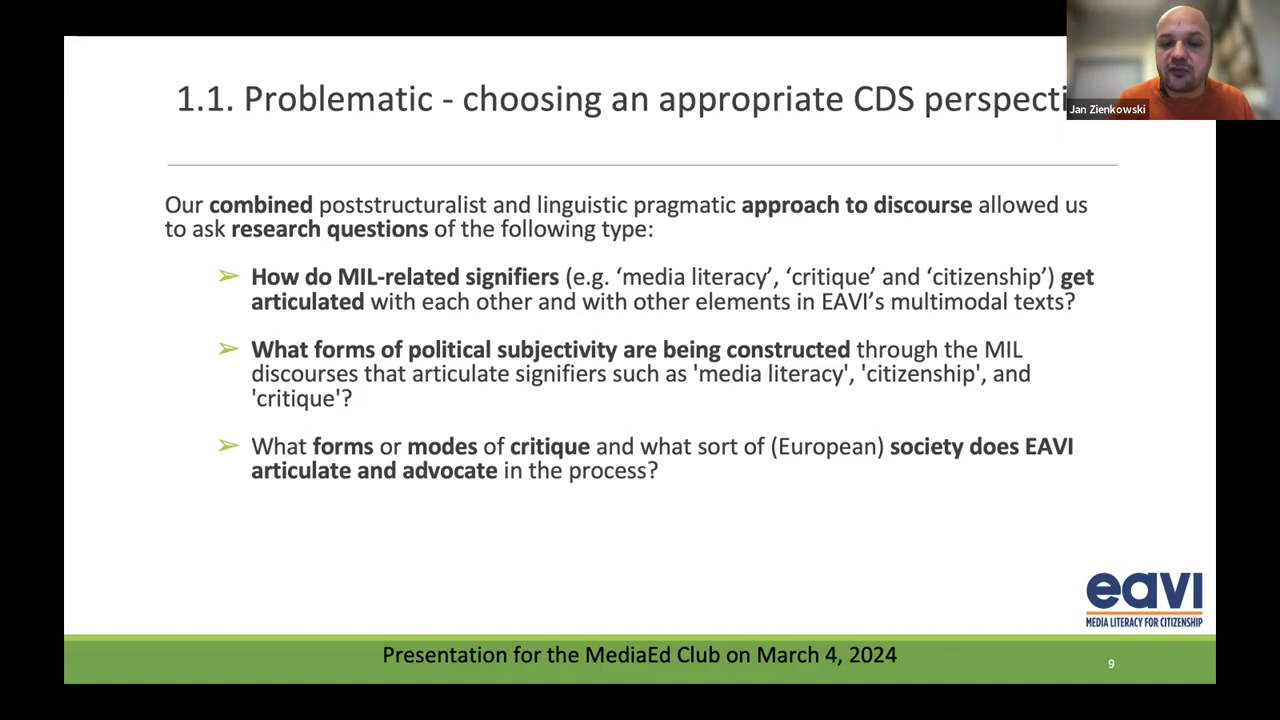 1.1. Problematic - choosing an appropriate CDS perspecti
Jan Zienkowski
Our combined poststructuralist and linguistic pragmatic approach to discourse allowed us
to ask research questions of the following type:
How do MIL-related signifiers (e.g. ‘media literacy’, ‘critique’ and ‘citizenship’) get
articulated with each other and with other elements in EAVI’s multimodal texts?
What forms of political subjectivity are being constructed through the MIL
discourses that articulate signifiers such as 'media literacy', 'citizenship', and
'critique'?
What forms or modes of critique and what sort of (European) society does EAVI
articulate and advocate in the process?
eavi
MEDIA LITERACY FOR CITIZENSHIP
Presentation for the MediaEd Club on March 4, 2024
9